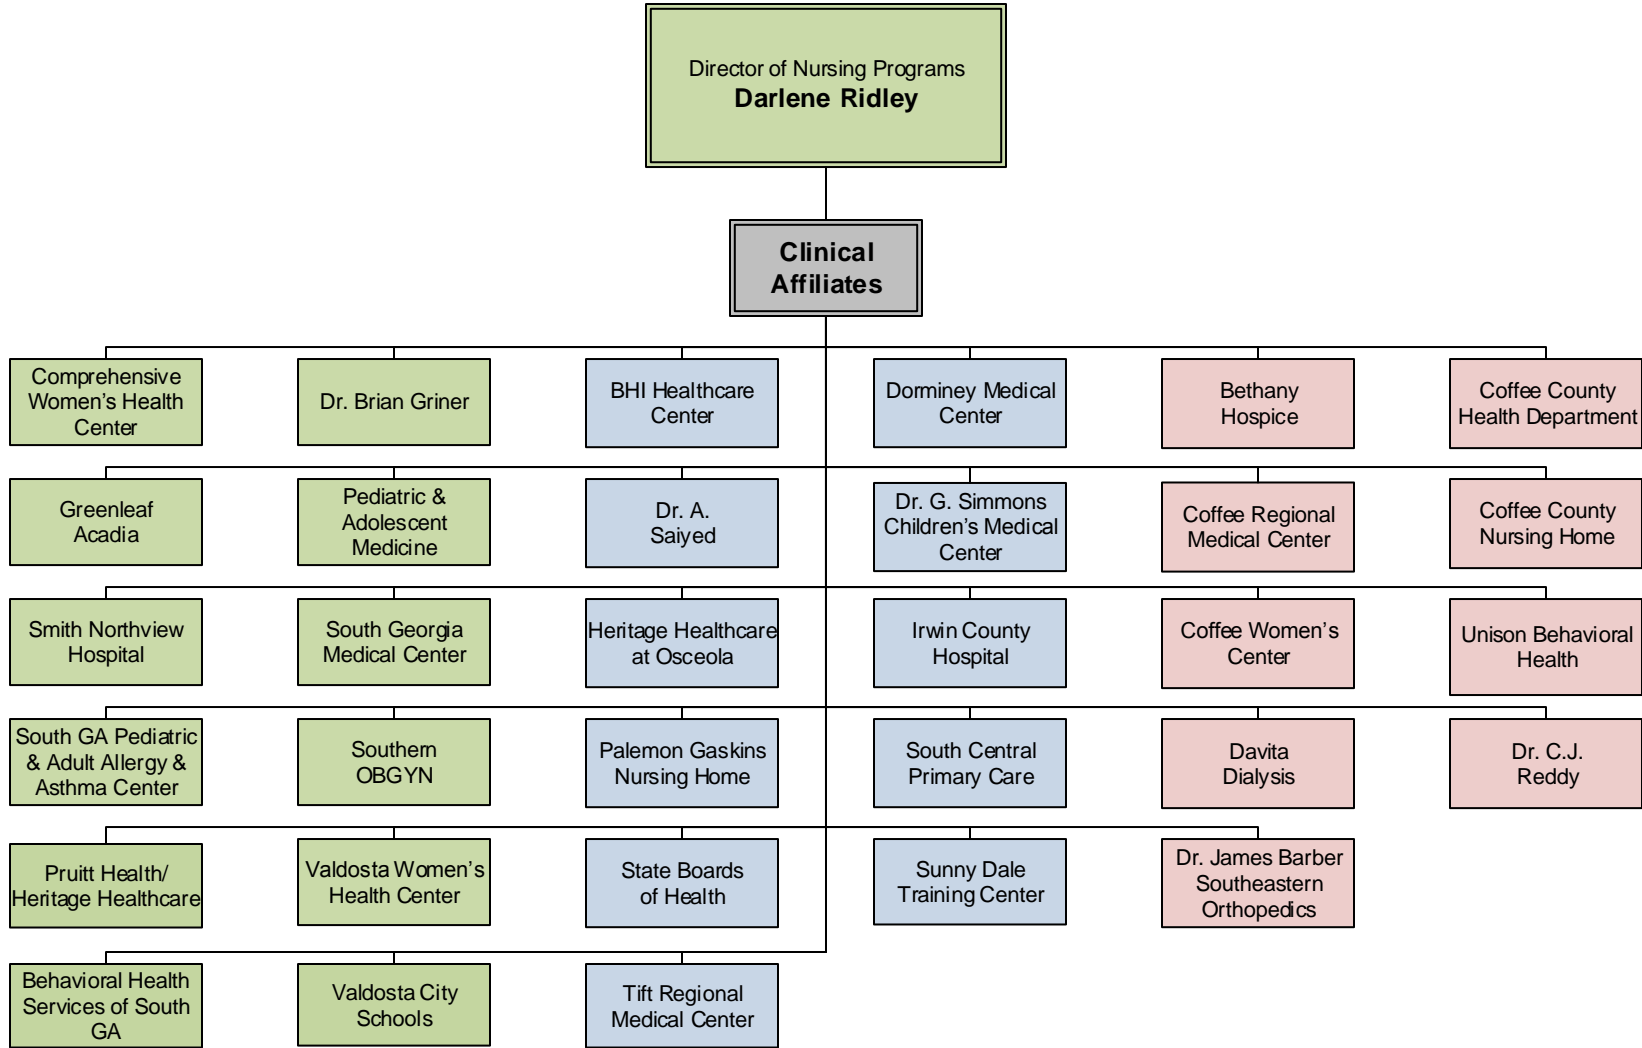 Director of Nursing Programs
Darlene Ridley
Clinical
Affiliates
Comprehensive
Women's Health
Center
Dr. Brian Griner
BHI Healthcare
Center
Dorminey Medical
Center
Bethany
Hospice
Coffee County
Health Department
Greenleaf
Acadia
Pediatric &
Adolescent
Medicine
Dr. A.
Saiyed
Dr. G. Simmons
Children's Medical
Center
Coffee Regional
Medical Center
Coffee County
Nursing Home
Smith Northview
Hospital
South Georgia
Medical Center
Heritage Healthcare
at Osceola
Irwin County
Hospital
Coffee Women's
Center
Unison Behavioral
Health
South GA Pediatric
& Adult Allergy &
Asthma Center
Southern
OBGYN
Palemon Gaskins
Nursing Home
South Central
Primary Care
Davita
Dialysis
Dr. C.J.
Reddy
Pruitt Health/
Heritage Healthcare
Valdosta Women's
Health Center
State Boards
of Health
Sunny Dale
Training Center
Dr. James Barber
Southeastern
Orthopedics
Behavioral Health
Services of South
GA
Valdosta City
Schools
Tift Regional
Medical Center